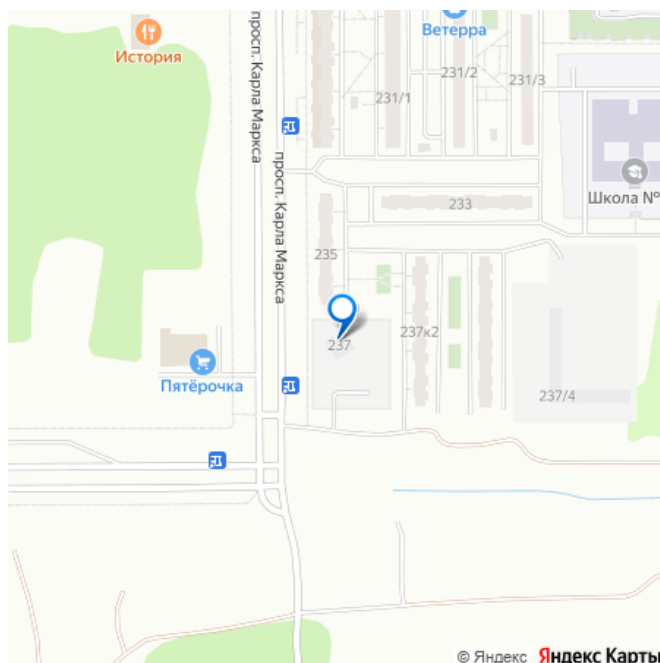 Ветерра
История
231/2
231/3
231/1
просп. Карла Маркса
просп. Карла Маркса
Школа №
233
235
237
237к2
Пятёрочка
237/4
© Яндекс Яндекс Карты